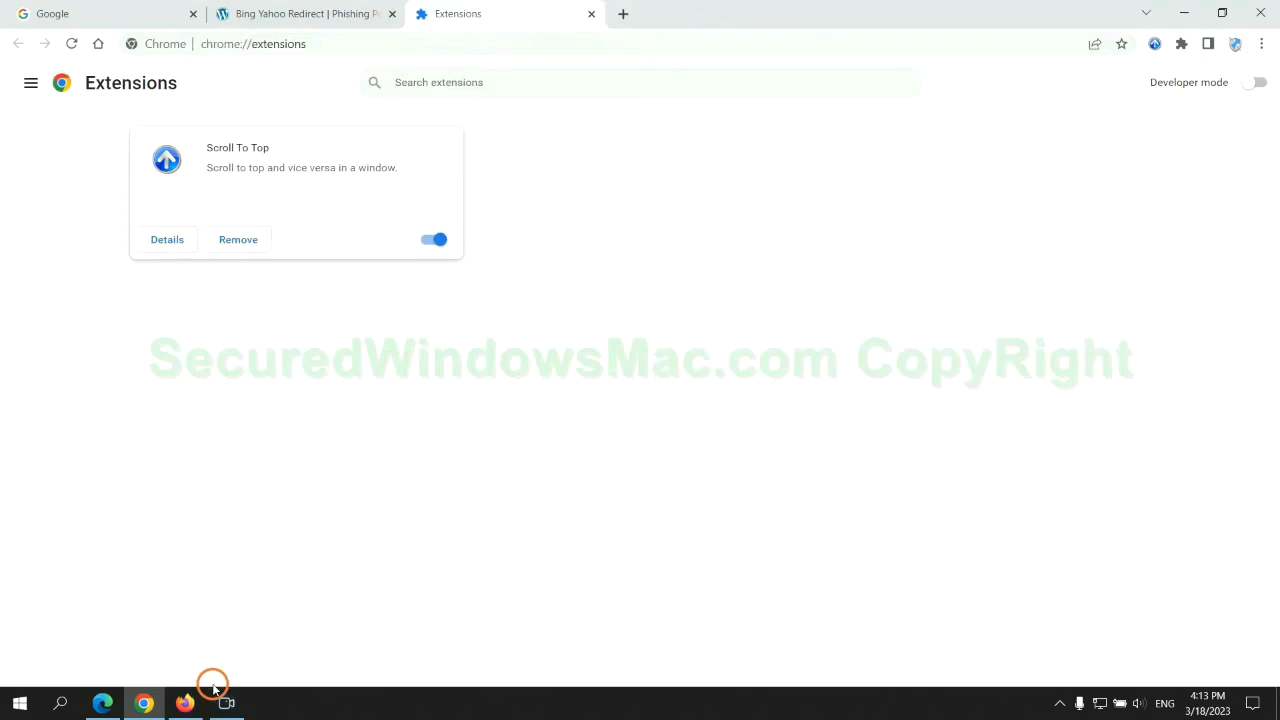 Google
Bing Yahoo Redirect | Phishing P
Extensions
Chrome | chrome://extensions
Extensions
Search extensions
Developer mode
Scroll To Top
Scroll to top and vice versa in a window.
Details
Remove
SecuredWindowsMac.com CopyRight
ENG
4:13 PM
3/18/2023